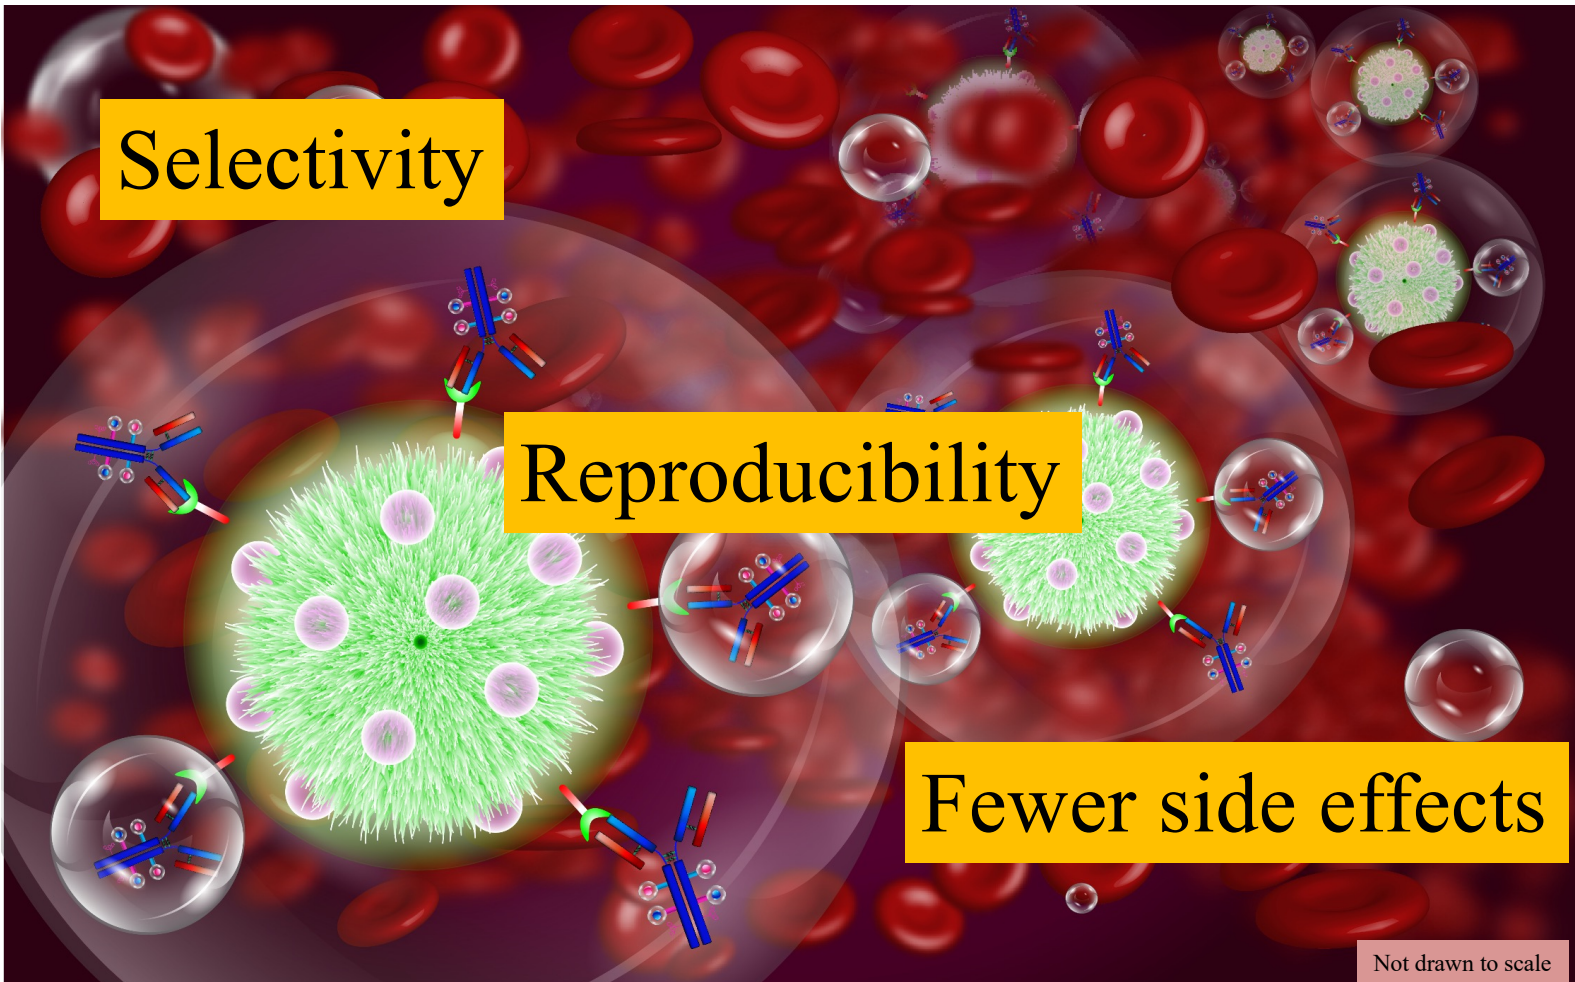 Selectivity
Reproducibility
Fewer side effects
Not drawn to scale